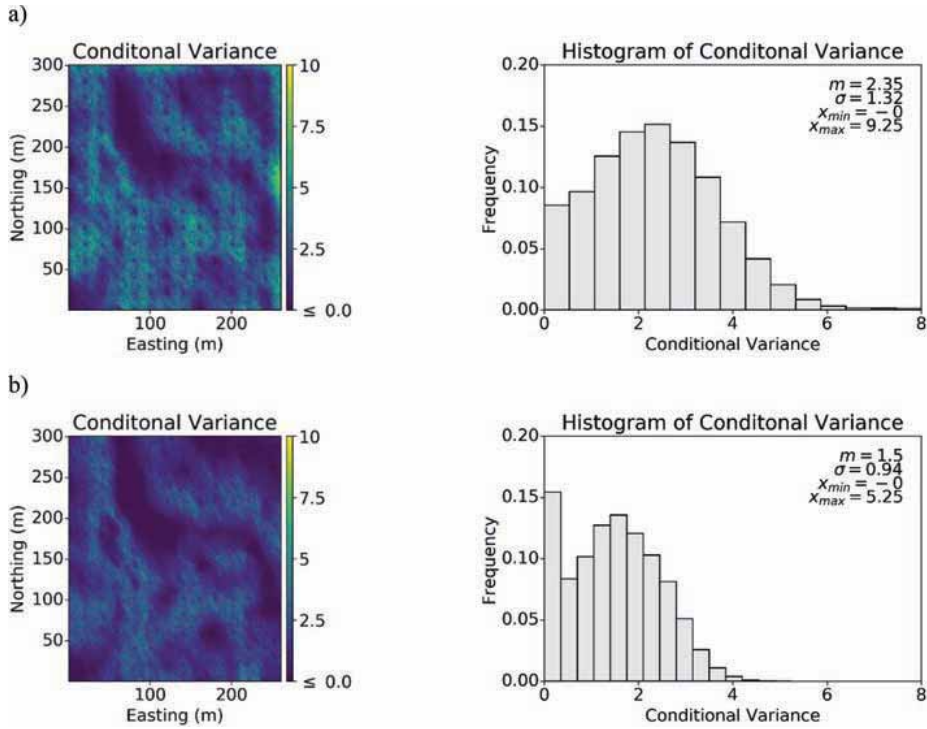 a)
Conditonal Variance
300
250
200
150
100
50
Northing (m)
100 200
Easting (m)
10
7.5
5
2.5
≤ 0.0
Histogram of Conditonal Variance
0.20
0.15
0.10
0.05
0.00
Frequency
m = 2.35
σ = 1.32
xmin = −0
xmax = 9.25
0 2 4 6 8
Conditional Variance
b)
Conditonal Variance
300
250
200
150
100
50
Northing (m)
100 200
Easting (m)
10
7.5
5
2.5
≤ 0.0
Histogram of Conditonal Variance
0.20
0.15
0.10
0.05
0.00
Frequency
m = 1.5
σ = 0.94
xmin = −0
xmax = 5.25
0 2 4 6 8
Conditional Variance